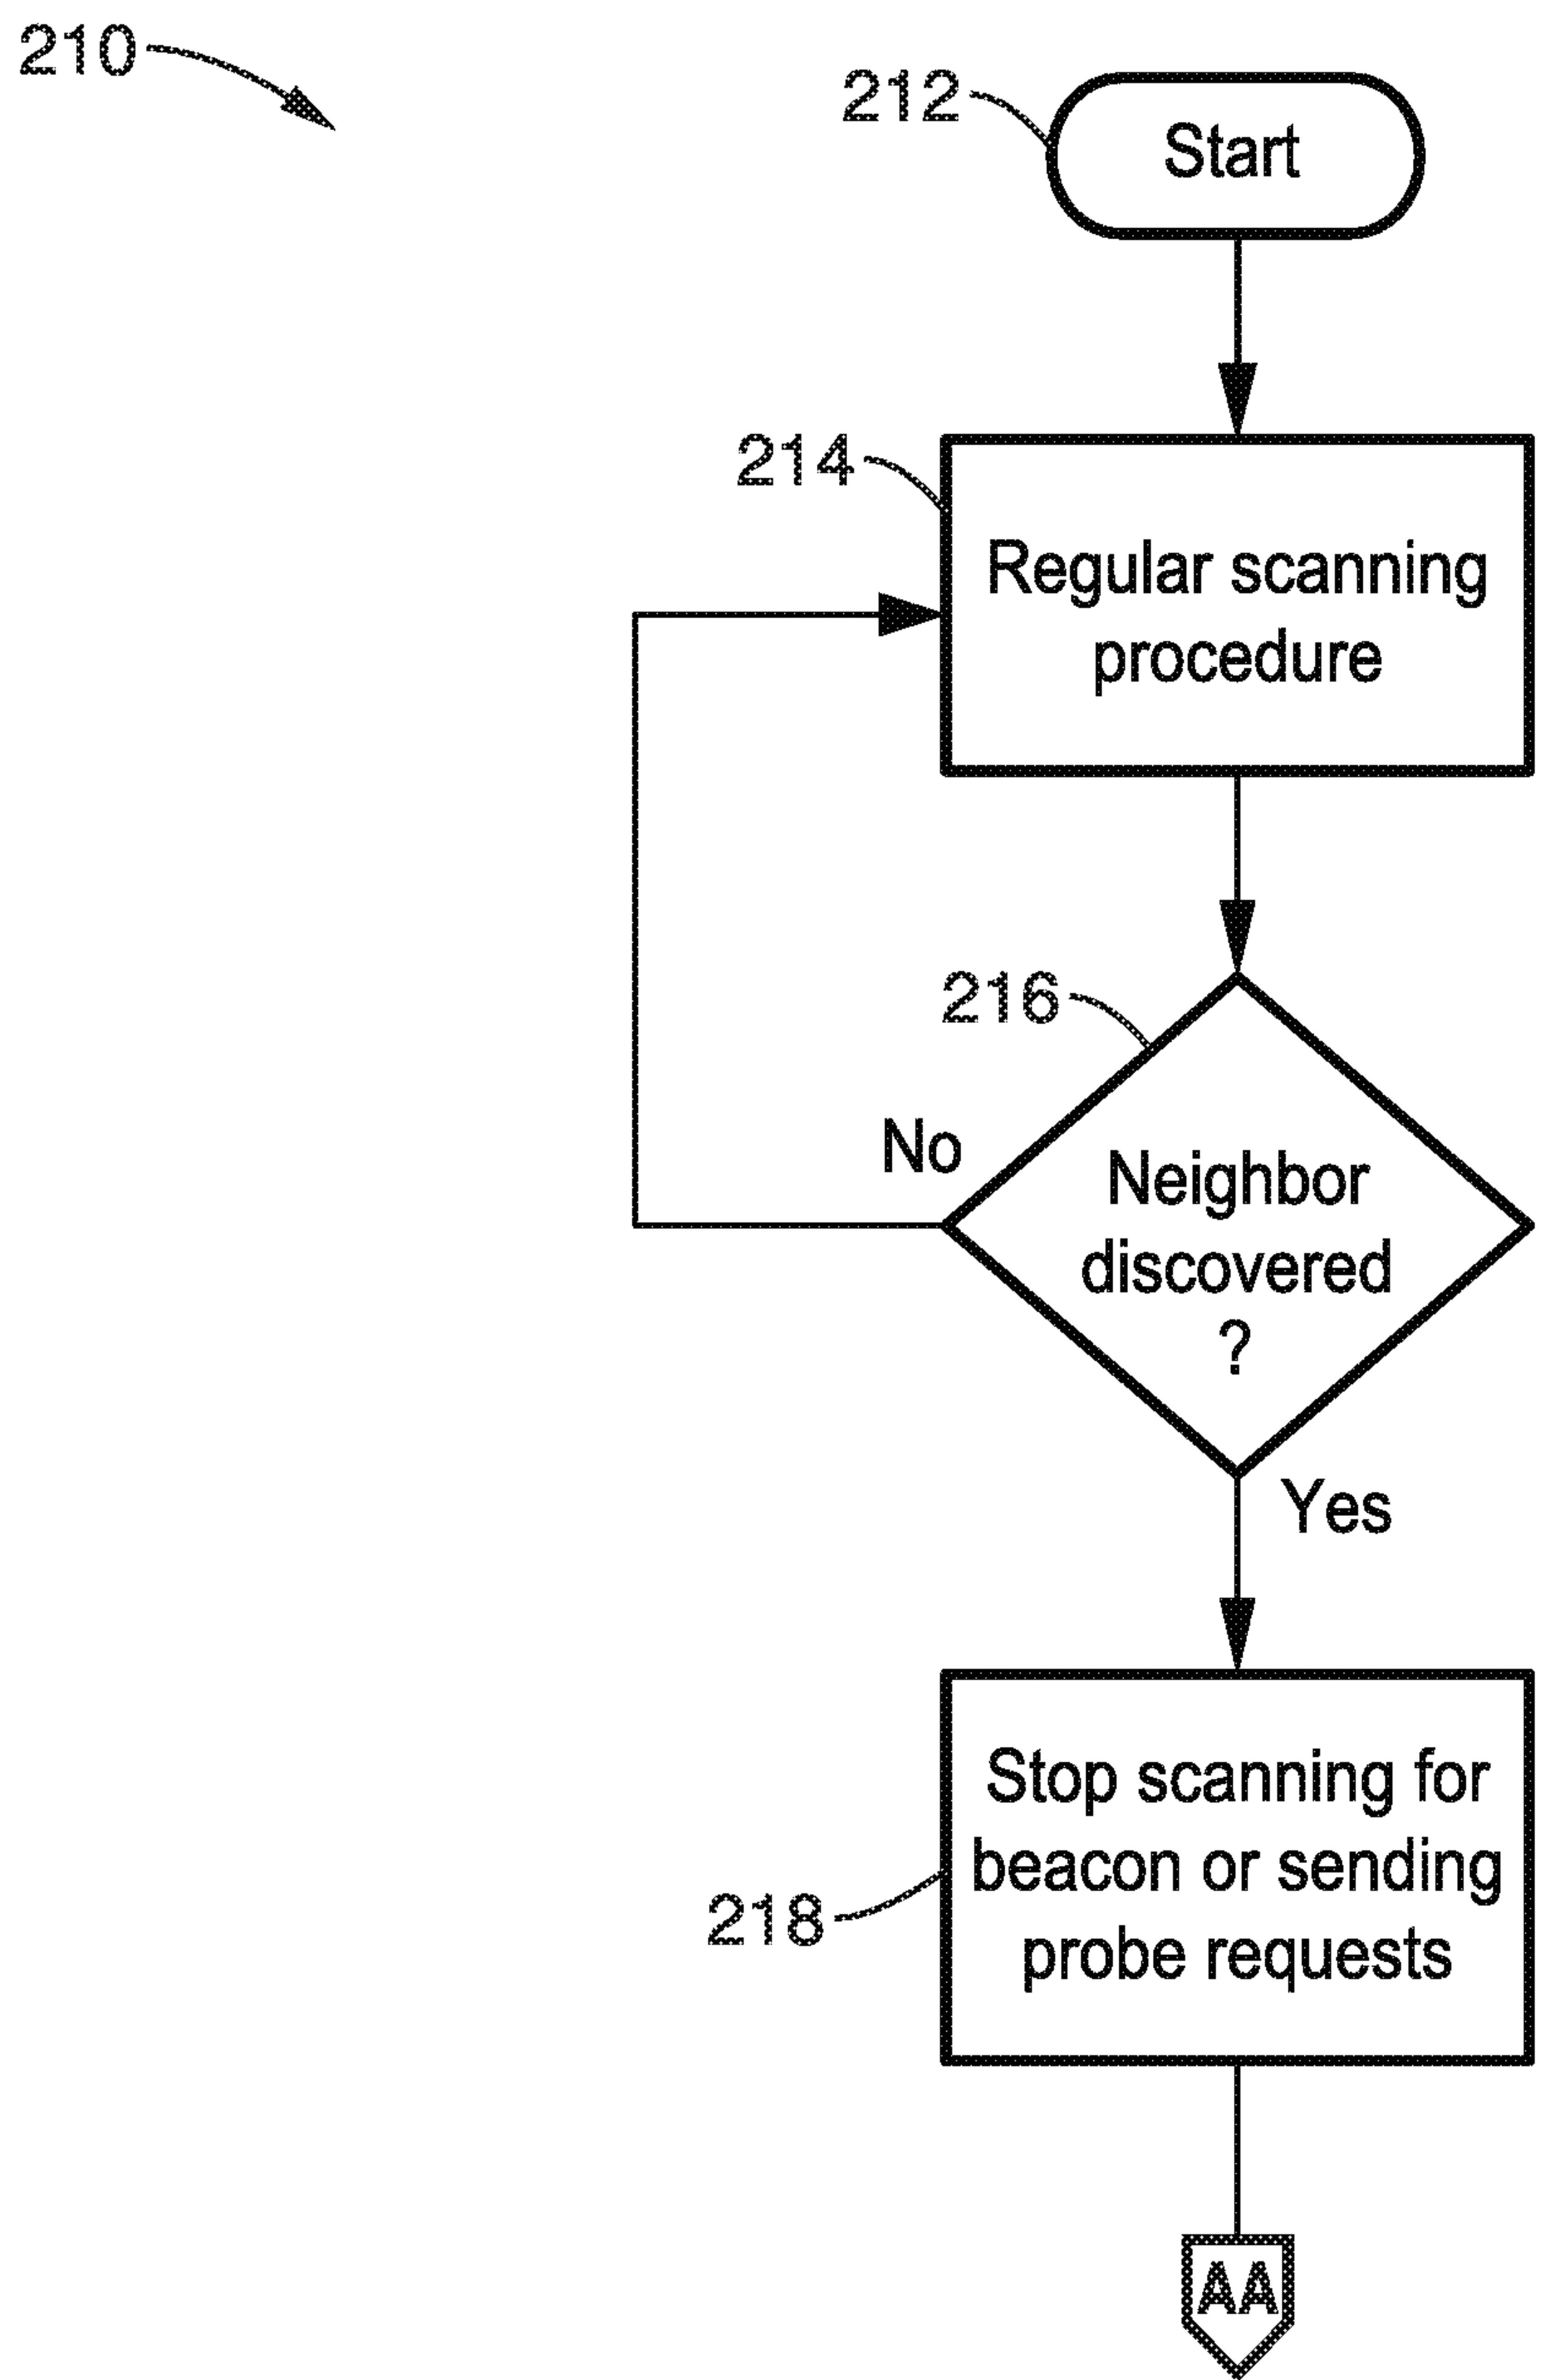 210
212
Start
214
Regular scanning
procedure
216
No
Neighbor
discovered
?
Yes
Stop scanning for
beacon or sending
probe requests
218
AA